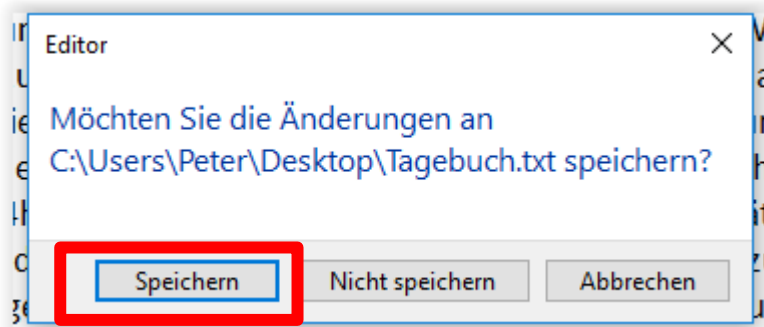 Editor
Möchten Sie die Änderungen an
C:\Users\Peter\Desktop\Tagebuch.txt speichern?
Speichern
Nicht speichern
Abbrechen